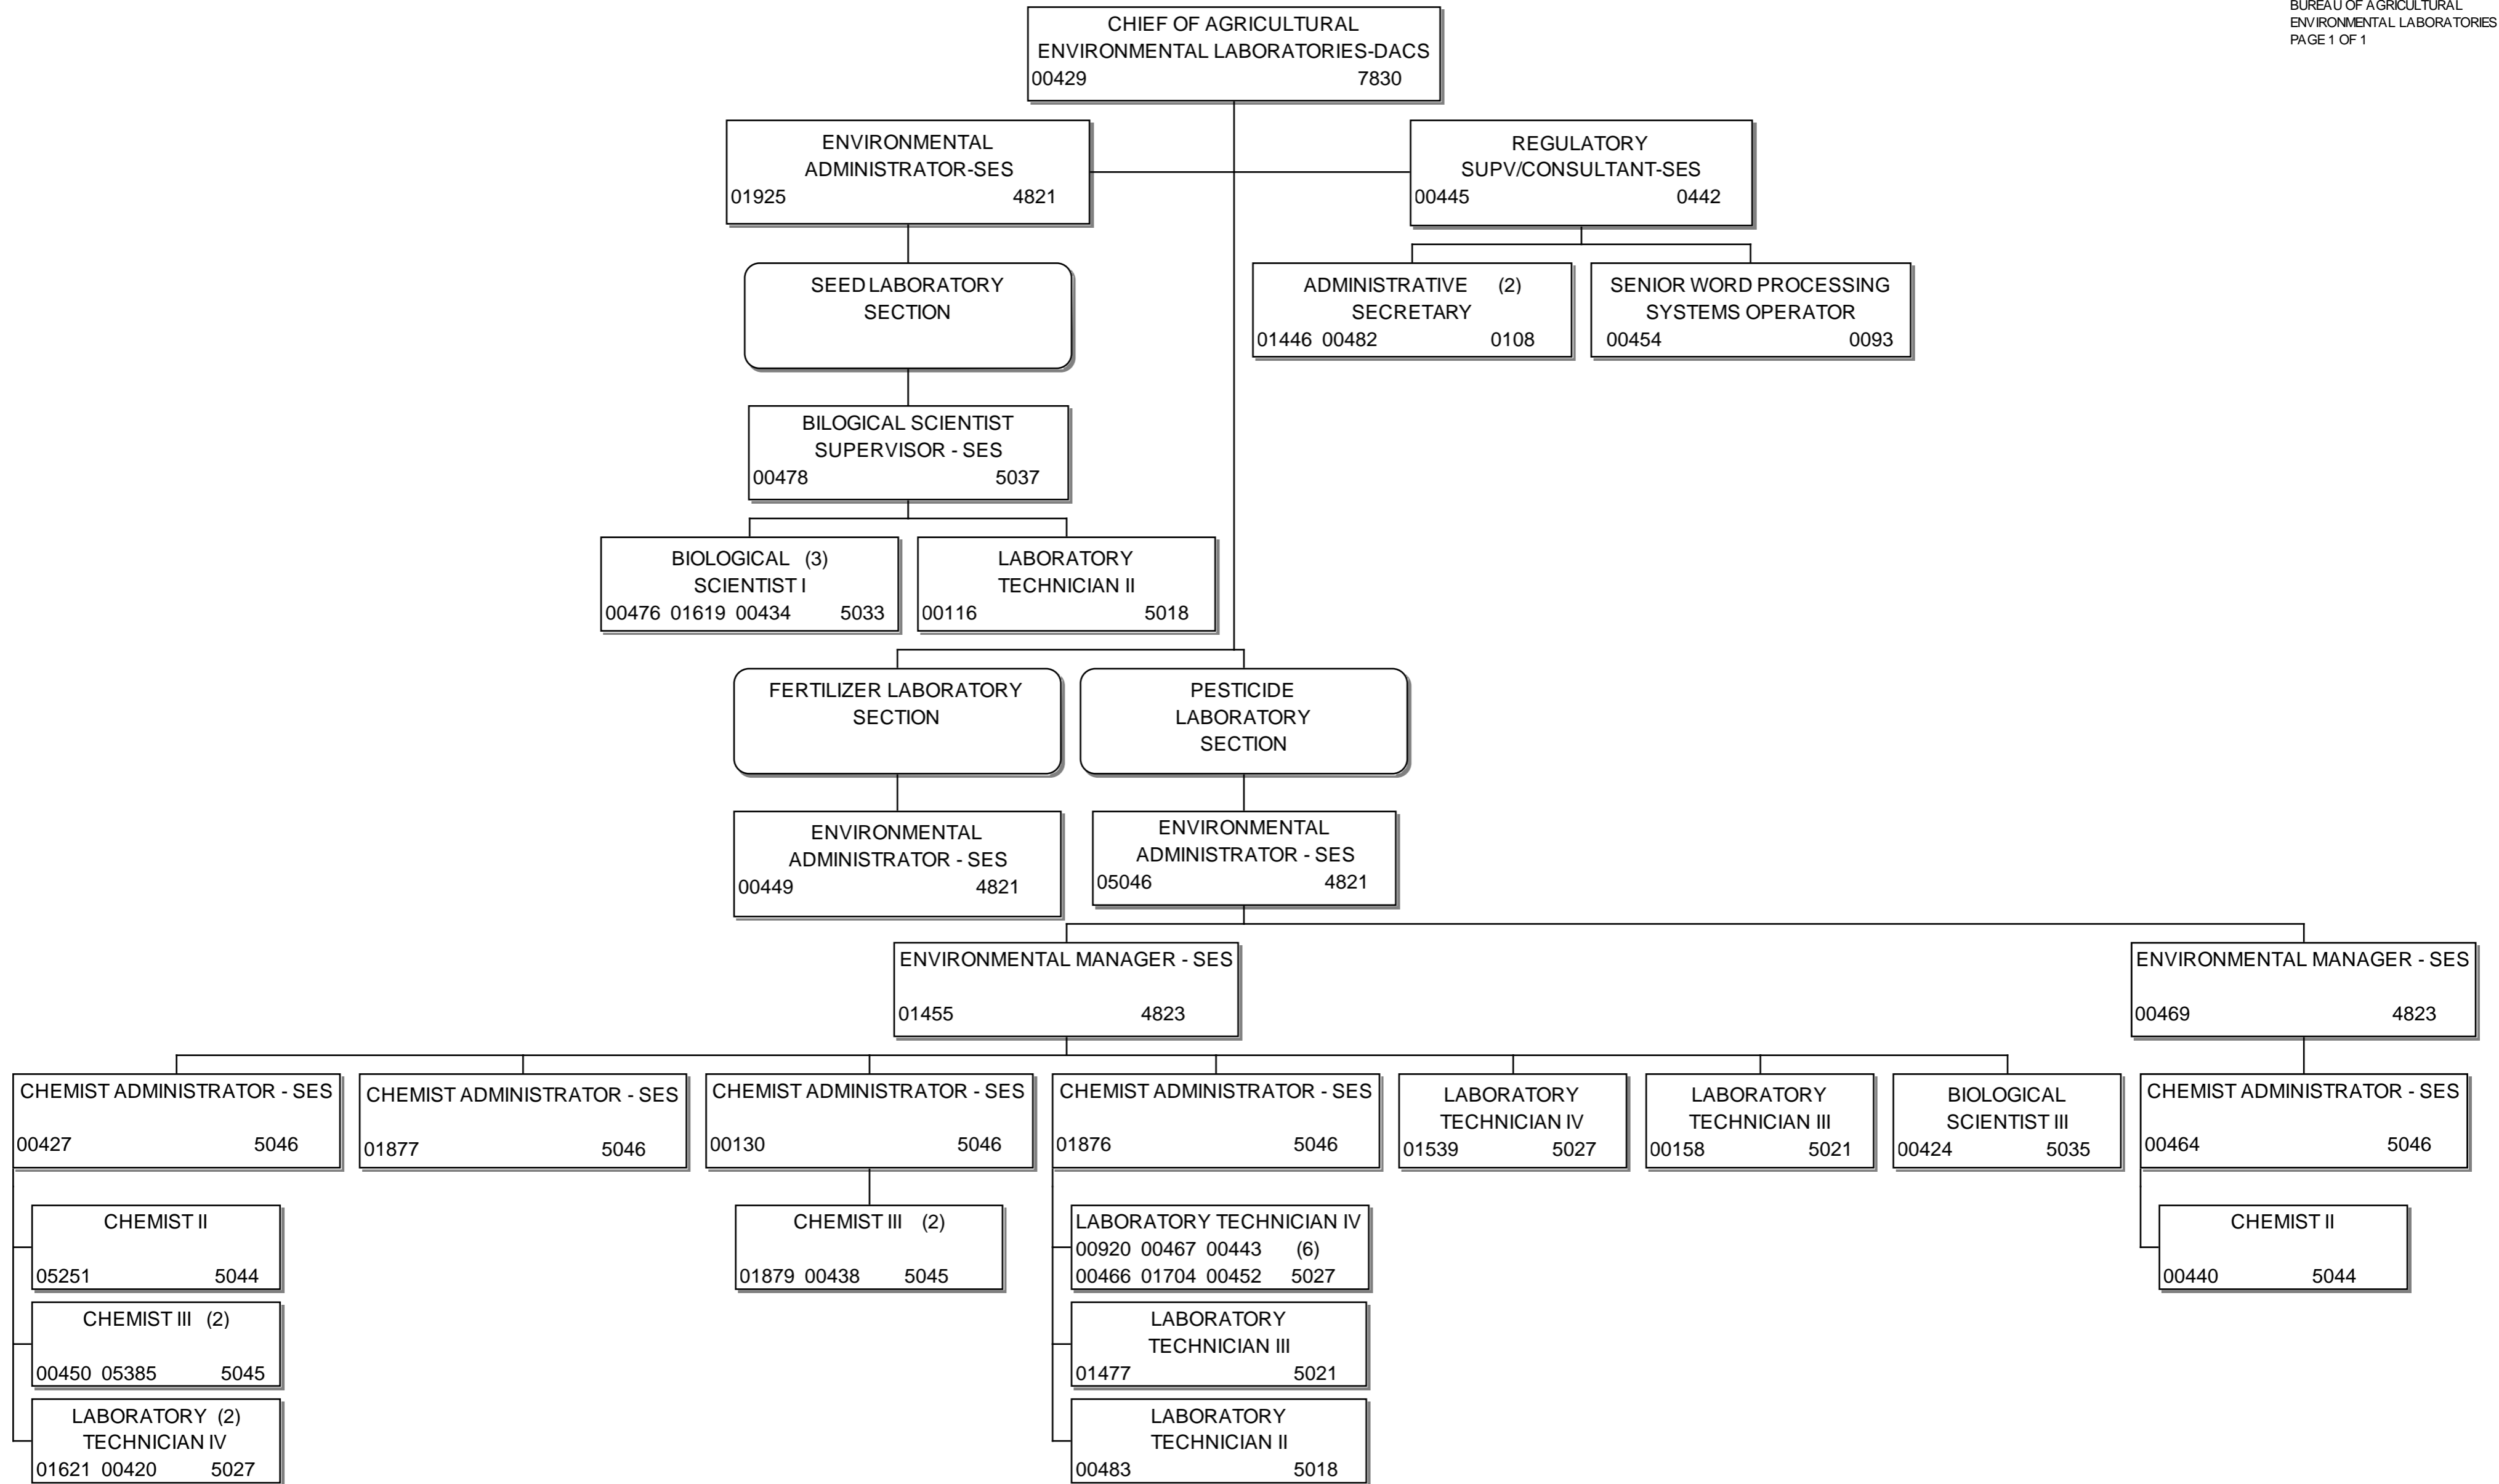 BUREAU OF AGRICULTURAL
ENVIRONMENTAL LABORATORIES
PAGE 1 OF 1
CHIEF OF AGRICULTURAL
ENVIRONMENTAL LABORATORIES-DACS
00429 7830
ENVIRONMENTAL
ADMINISTRATOR-SES
01925 4821
REGULATORY
SUPV/CONSULTANT-SES
00445 0442
SEED LABORATORY
SECTION
ADMINISTRATIVE (2)
SECRETARY
01446 00482 0108
SENIOR WORD PROCESSING
SYSTEMS OPERATOR
00454 0093
BILOGICAL SCIENTIST
SUPERVISOR - SES
00478 5037
BIOLOGICAL (3)
SCIENTIST I
00476 01619 00434 5033
LABORATORY
TECHNICIAN II
00116 5018
FERTILIZER LABORATORY
SECTION
PESTICIDE
LABORATORY
SECTION
ENVIRONMENTAL
ADMINISTRATOR - SES
00449 4821
ENVIRONMENTAL
ADMINISTRATOR - SES
05046 4821
ENVIRONMENTAL MANAGER - SES
01455 4823
ENVIRONMENTAL MANAGER - SES
00469 4823
CHEMIST ADMINISTRATOR - SES
00427 5046
CHEMIST ADMINISTRATOR - SES
01877 5046
CHEMIST ADMINISTRATOR - SES
00130 5046
CHEMIST ADMINISTRATOR - SES
01876 5046
LABORATORY
TECHNICIAN IV
01539 5027
LABORATORY
TECHNICIAN III
00158 5021
BIOLOGICAL
SCIENTIST III
00424 5035
CHEMIST ADMINISTRATOR - SES
00464 5046
CHEMIST II
05251 5044
CHEMIST III (2)
00450 05385 5045
LABORATORY (2)
TECHNICIAN IV
01621 00420 5027
CHEMIST III (2)
01879 00438 5045
LABORATORY TECHNICIAN IV
00920 00467 00443 (6)
00466 01704 00452 5027
LABORATORY
TECHNICIAN III
01477 5021
LABORATORY
TECHNICIAN II
00483 5018
CHEMIST II
00440 5044